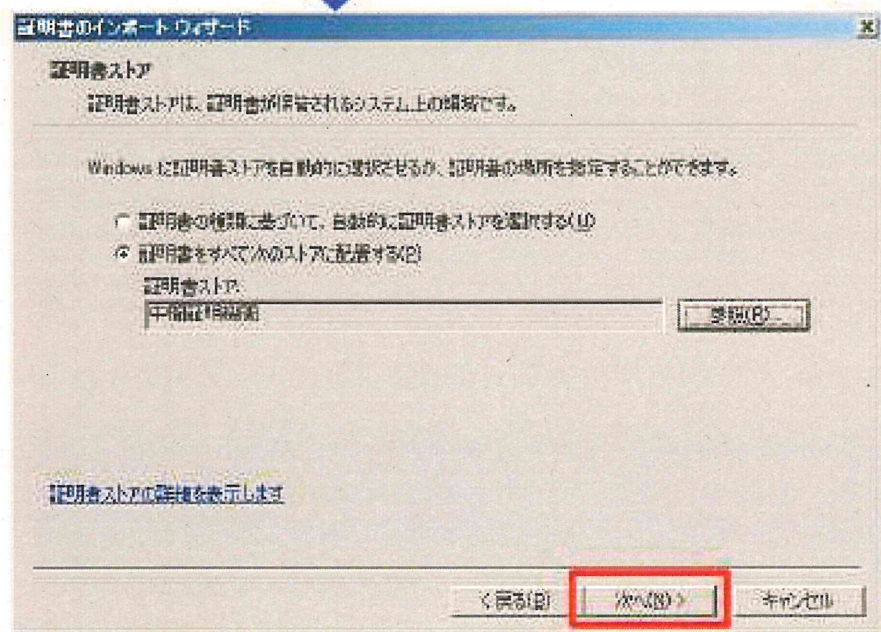 証明書のインポート ウィザード
証明書ストア
証明書ストアは、証明書が保管されるシステム上の領域です。
Windows に証明書ストアを自動的に選択させるか、証明書の場所を指定することができます。
証明書の種類に基づいて、自動的に証明書ストアを選択する(U)
証明書をすべて次のストアに配置する(P)
証明書ストア:
中間証明機関
参照(R)...
証明書ストアの詳細を表示します
< 戻る(B)
次へ(N) >
キャンセル